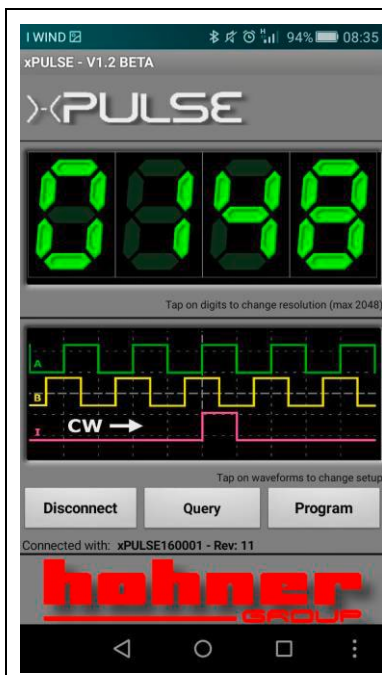 I WIND H 94% 08:35
xPULSE - V1.2 BETA
>-<PULSE
0148
Tap on digits to change resolution (max 2048)
A
B
I CW
Tap on waveforms to change setup
Disconnect Query Program
Connected with: xPULSE160001 - Rev: 11
hohner
GROUP